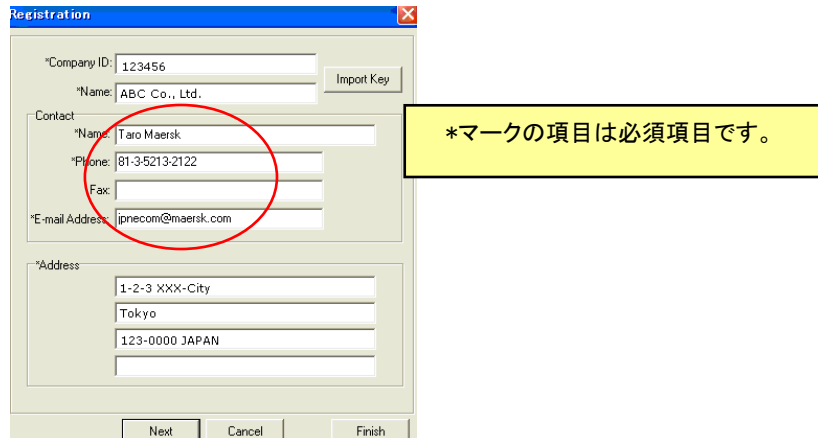 Registration
*Company ID: 123456
*Name: ABC Co., Ltd.
Import Key
Contact
*Name: Taro Maersk
*Phone: 81-3-5213-2122
Fax:
*E-mail Address: jpnecom@maersk.com
*マークの項目は必須項目です。
*Address
1-2-3 XXX-City
Tokyo
123-0000 JAPAN
Next Cancel Finish